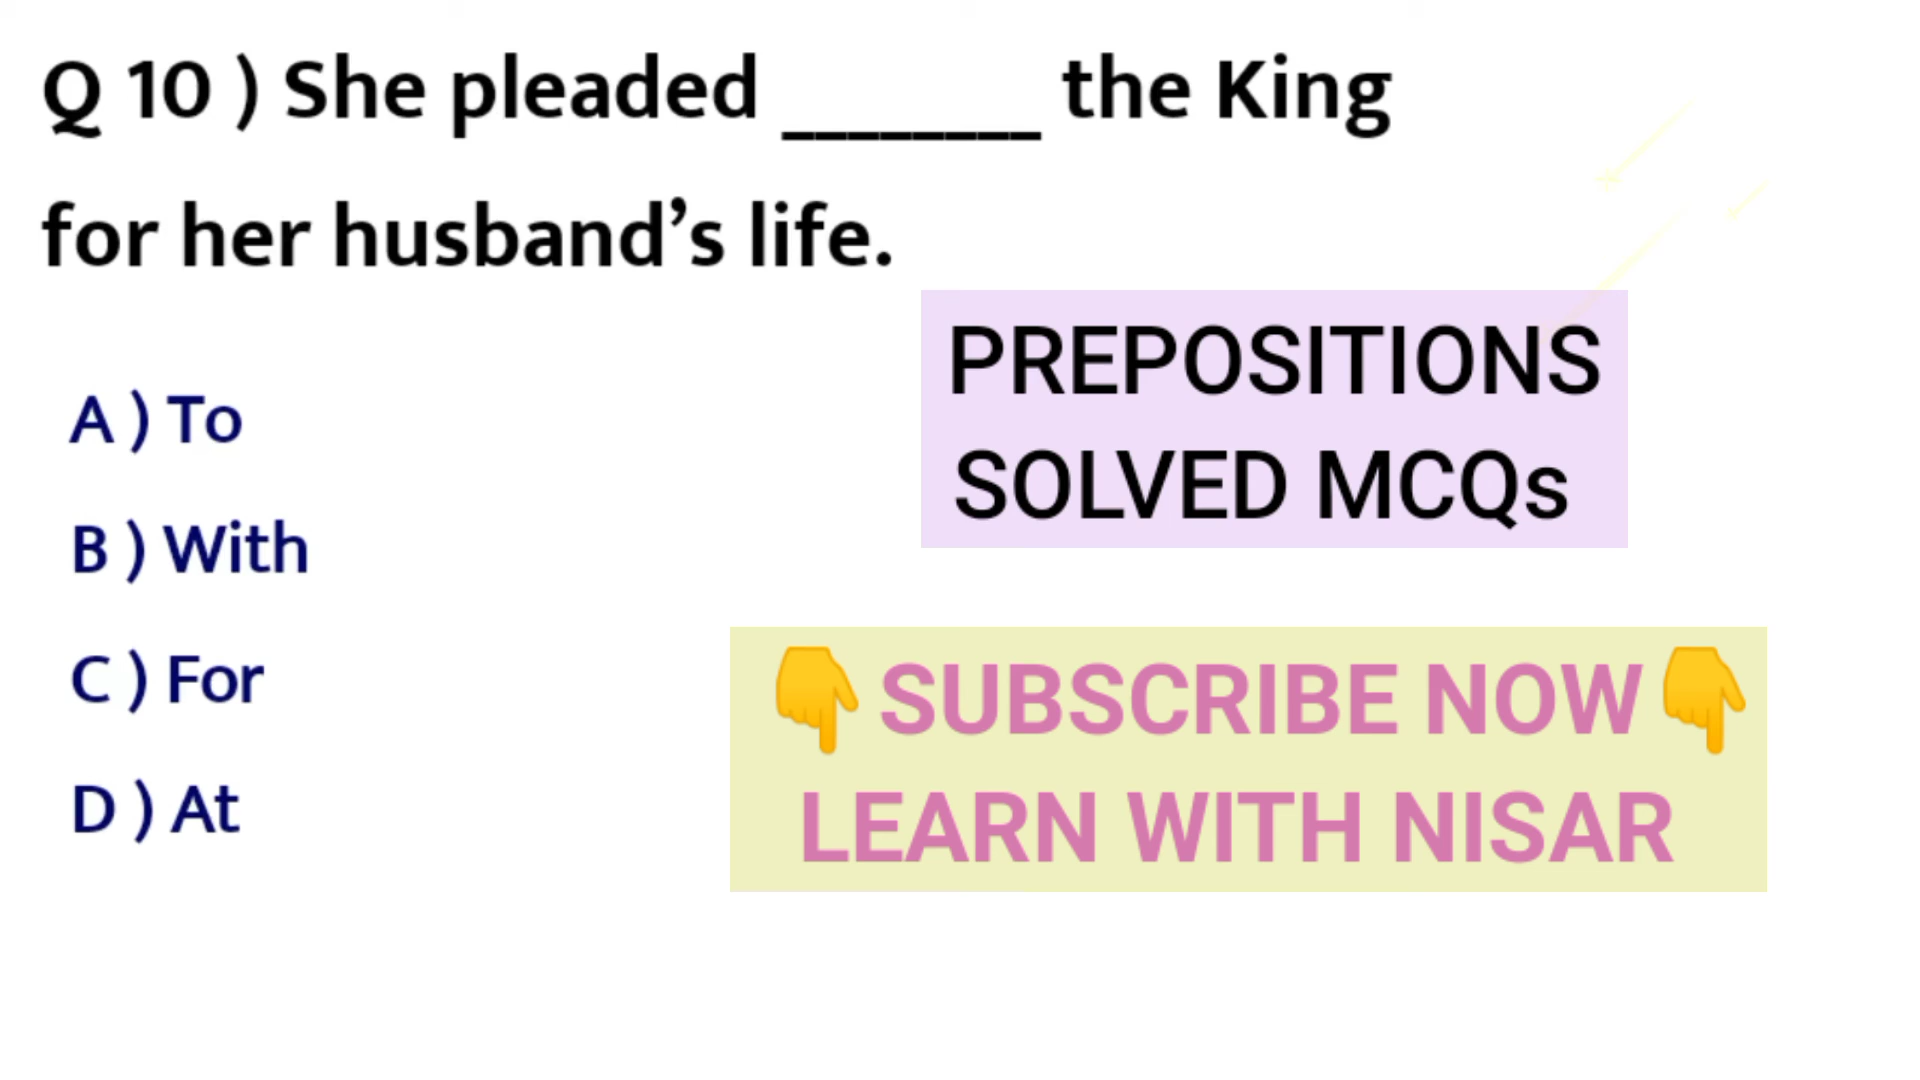 Q 10 ) She pleaded ________ the King
for her husband’s life.
A ) To
B ) With
C ) For
D ) At
PREPOSITIONS
SOLVED MCQs
👇SUBSCRIBE NOW👇
LEARN WITH NISAR